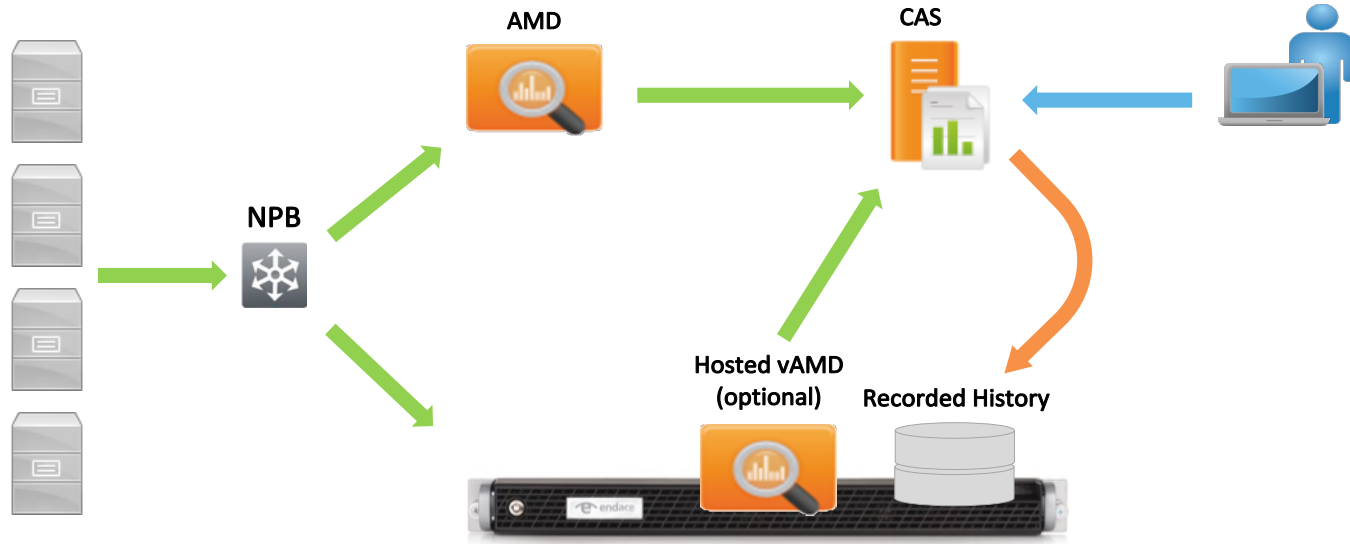 AMD
CAS
NPB
Hosted vAMD
(optional)
Recorded History
endace